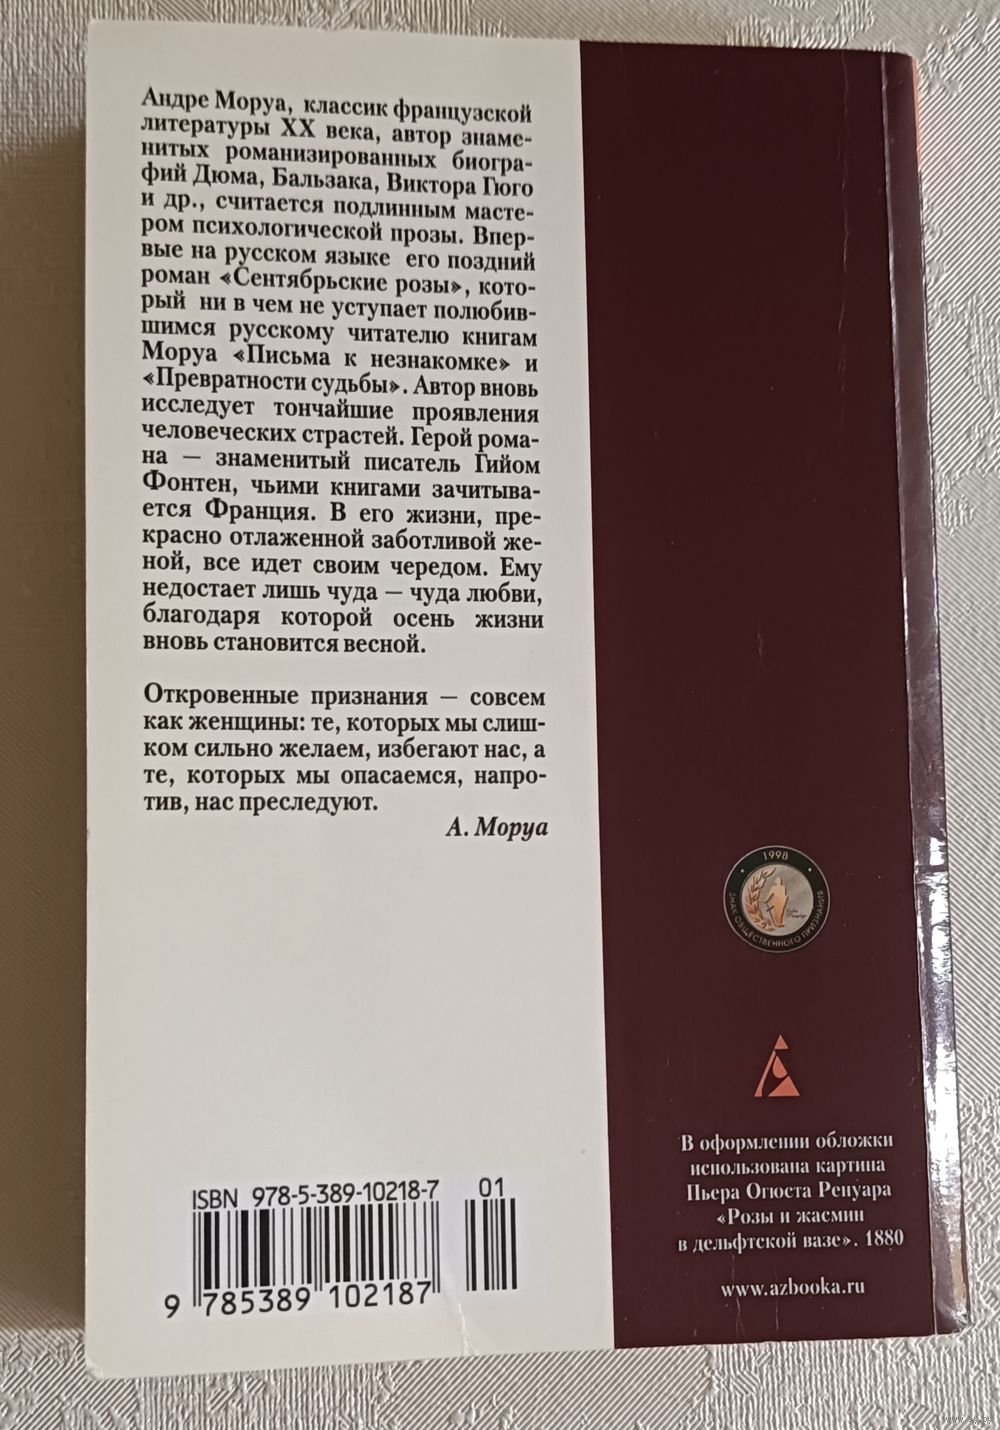 Андре Моруа, классик французской
литературы XX века, автор знаме-
нитых романизированных биогра-
фий Дюма, Бальзака, Виктора Гюго
и др., считается подлинным масте-
ром психологической прозы. Впер-
вые на русском языке его поздний
роман «Сентябрьские розы», кото-
рый ни в чем не уступает полюбив-
шимся русскому читателю книгам
Моруа «Письма к незнакомке» и
«Превратности судьбы». Автор вновь
исследует тончайшие проявления
человеческих страстей. Герой рома-
на — знаменитый писатель Гийом
Фонтен, чьими книгами зачитыва-
ется Франция. В его жизни, пре-
красно отлаженной заботливой же-
ной, все идет своим чередом. Ему
недостает лишь чуда — чуда любви,
благодаря которой осень жизни
вновь становится весной.
Откровенные признания — совсем
как женщины: те, которых мы слиш-
ком сильно желаем, избегают нас, а
те, которых мы опасаемся, напро-
тив, нас преследуют.
А. Моруа
1998
ЗНАК ОБЩЕСТВЕННОГО ПРИЗНАНИЯ
В оформлении обложки
использована картина
Пьера Огюста Ренуара
«Розы и жасмин
в дельфтской вазе». 1880
www.azbooka.ru
ISBN 978-5-389-10218-7 01
9 785389 102187